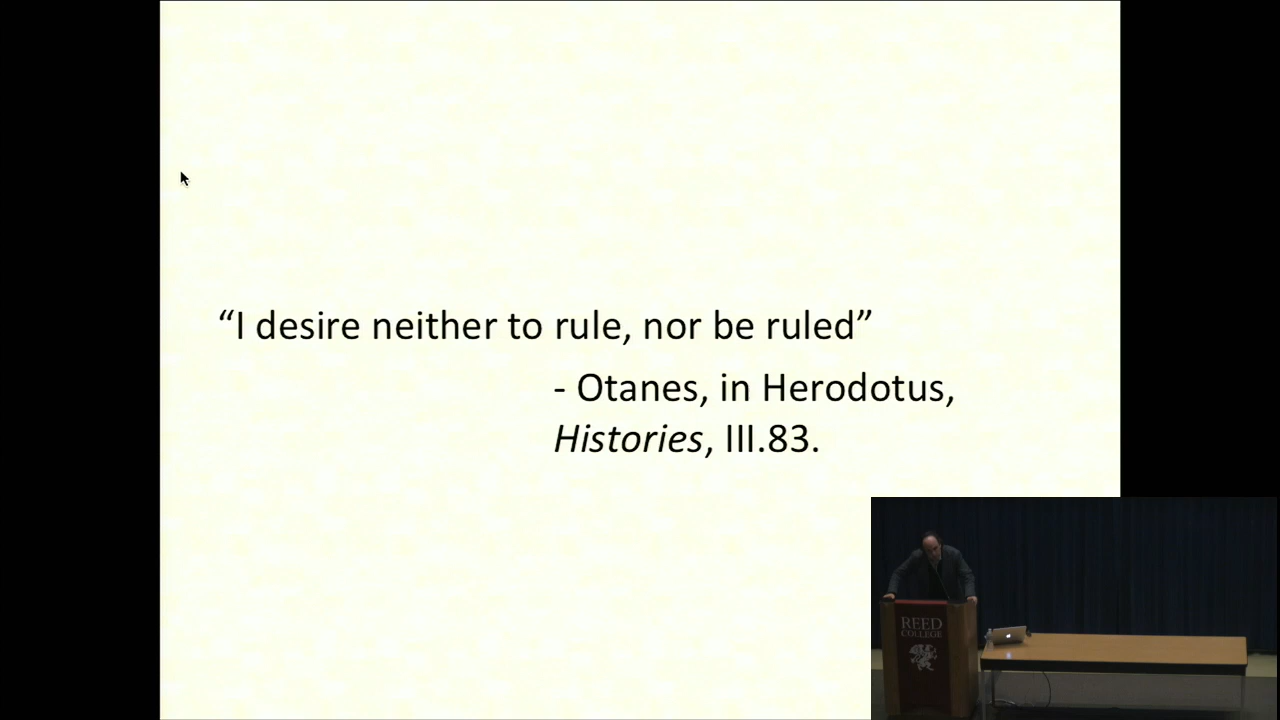 “I desire neither to rule, nor be ruled”
- Otanes, in Herodotus,
Histories, III.83.
REED
COLLEGE